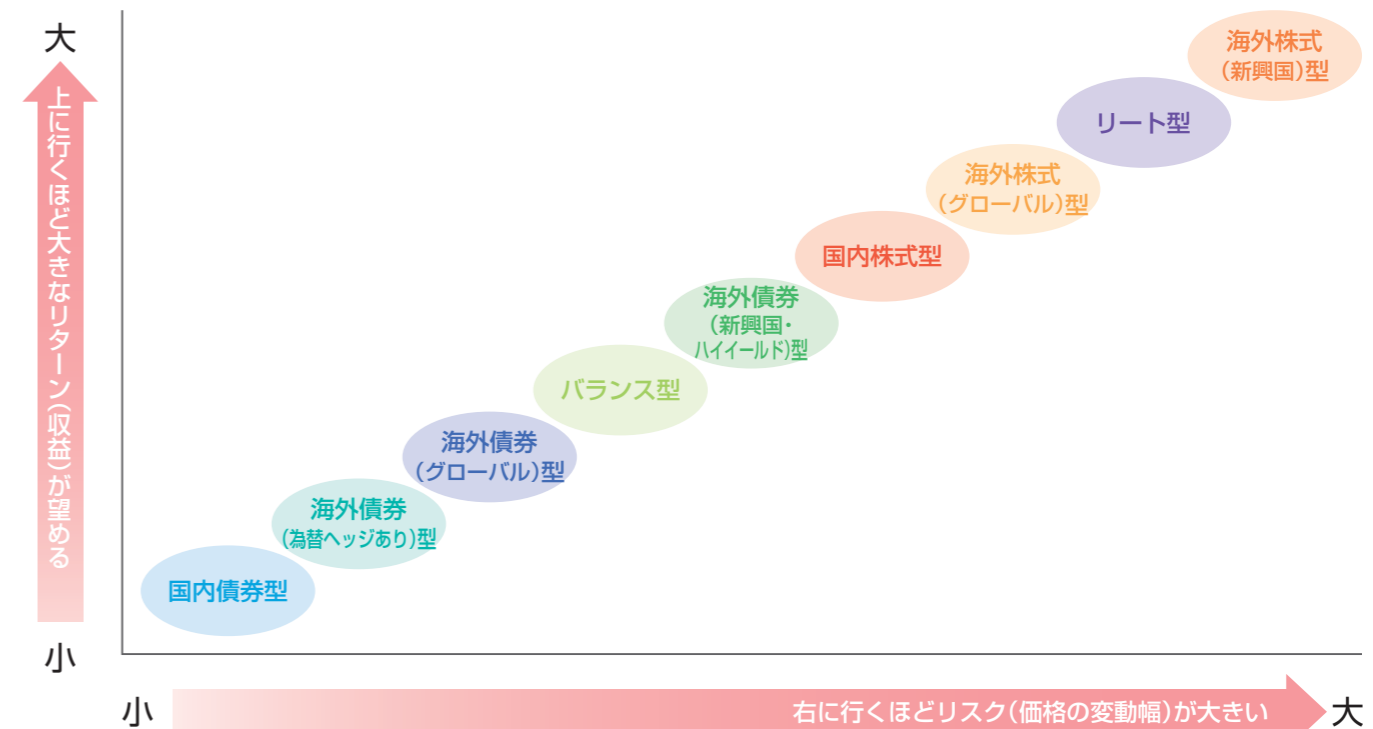 大
上に行くほど大きなリターン（収益）が望める
小
海外株式
（新興国）型
リート型
海外株式
（グローバル）型
国内株式型
海外債券
（新興国・
ハイイールド）型
バランス型
海外債券
（グローバル）型
海外債券
（為替ヘッジあり）型
国内債券型
小
右に行くほどリスク（価格の変動幅）が大きい
大